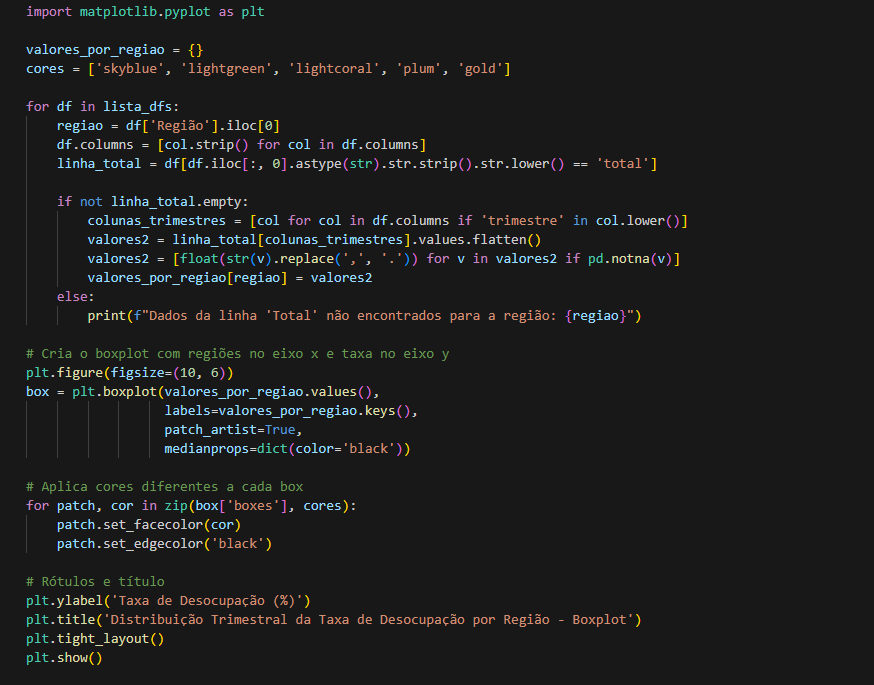 import matplotlib.pyplot as plt

valores_por_regiao = {}
cores = ['skyblue', 'lightgreen', 'lightcoral', 'plum', 'gold']

for df in lista_dfs:
    regiao = df['Região'].iloc[0]
    df.columns = [col.strip() for col in df.columns]
    linha_total = df[df.iloc[:, 0].astype(str).str.strip().str.lower() == 'total']

    if not linha_total.empty:
        colunas_trimestres = [col for col in df.columns if 'trimestre' in col.lower()]
        valores2 = linha_total[colunas_trimestres].values.flatten()
        valores2 = [float(str(v).replace(',', '.')) for v in valores2 if pd.notna(v)]
        valores_por_regiao[regiao] = valores2
    else:
        print(f"Dados da linha 'Total' não encontrados para a região: {regiao}")

# Cria o boxplot com regiões no eixo x e taxa no eixo y
plt.figure(figsize=(10, 6))
box = plt.boxplot(valores_por_regiao.values(),
                  labels=valores_por_regiao.keys(),
                  patch_artist=True,
                  medianprops=dict(color='black'))

# Aplica cores diferentes a cada box
for patch, cor in zip(box['boxes'], cores):
    patch.set_facecolor(cor)
    patch.set_edgecolor('black')

# Rótulos e título
plt.ylabel('Taxa de Desocupação (%)')
plt.title('Distribuição Trimestral da Taxa de Desocupação por Região - Boxplot')
plt.tight_layout()
plt.show()